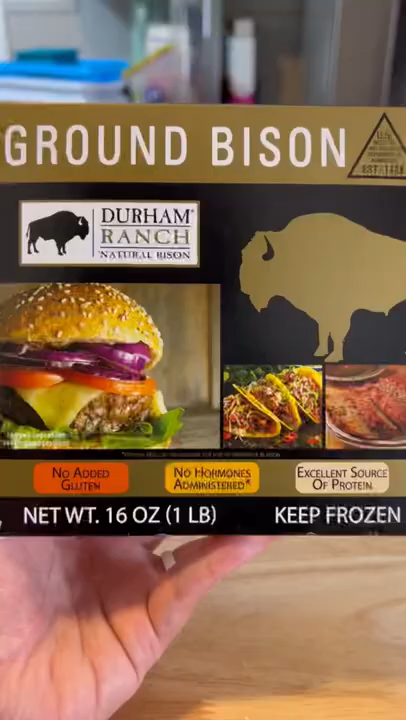 GROUND BISON
DURHAM®
RANCH
NATURAL BISON
NO ADDED
GLUTEN
NO HORMONES
ADMINISTERED*
EXCELLENT SOURCE
OF PROTEIN
NET WT. 16 OZ (1 LB)
KEEP FROZEN